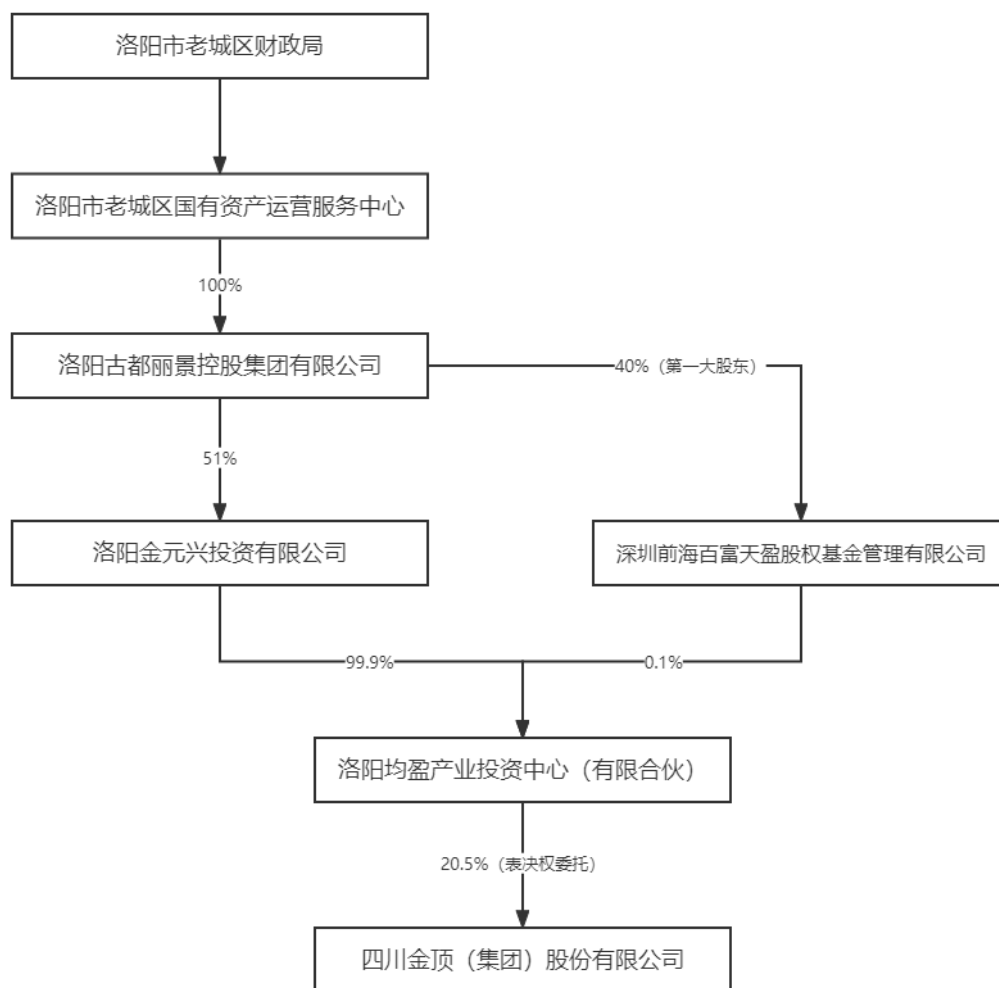 洛阳市老城区财政局
洛阳市老城区国有资产运营服务中心
100%
洛阳古都丽景控股集团有限公司
40%（第一大股东）
51%
洛阳金元兴投资有限公司
深圳前海百富天盈股权基金管理有限公司
99.9%
0.1%
洛阳均盈产业投资中心（有限合伙）
20.5%（表决权委托）
四川金顶（集团）股份有限公司